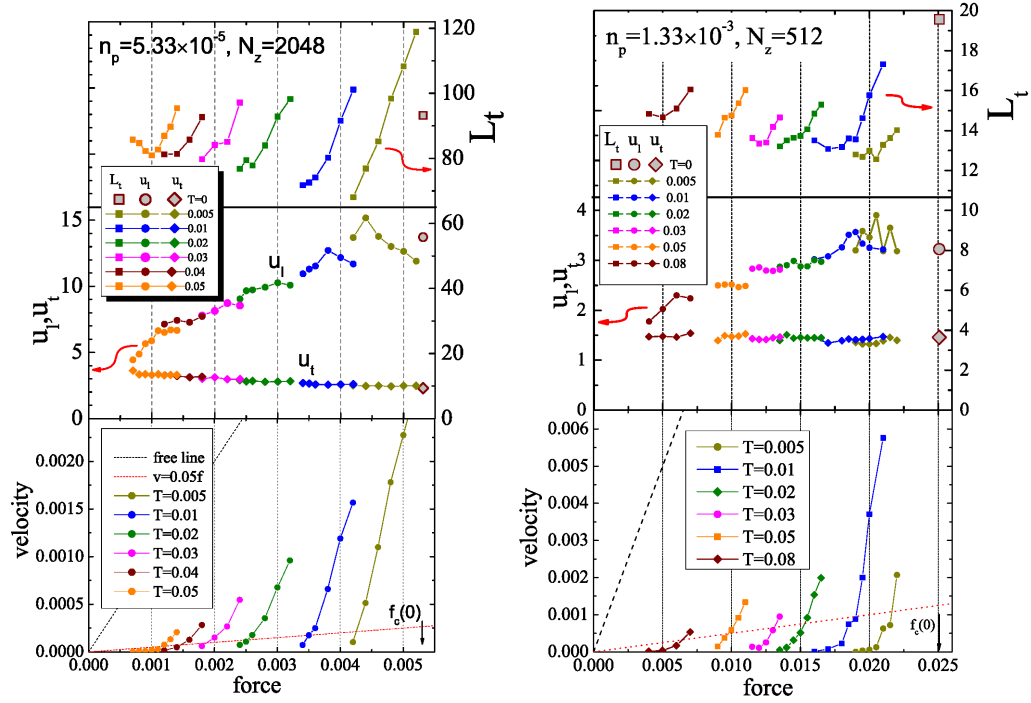 n_p=5.33×10^-5, N_z=2048
120
100
80
L_t
L_t u_l u_t
T=0
0.005
0.01
0.02
0.03
0.04
0.05
15
10
5
0
u_l,u_t
u_l
u_t
60
40
20
0
free line
v=0.05f
T=0.005
T=0.01
T=0.02
T=0.03
T=0.04
T=0.05
0.0020
0.0015
0.0010
0.0005
0.0000
velocity
f_c(0)
0.000 0.001 0.002 0.003 0.004 0.005
force
n_p=1.33×10^-3, N_z=512
20
18
16
14
12
L_t
L_t u_l u_t
T=0
0.005
0.01
0.02
0.03
0.05
0.08
4
3
2
1
0
u_l,u_t
10
8
6
4
2
0
T=0.005
T=0.01
T=0.02
T=0.03
T=0.05
T=0.08
0.006
0.005
0.004
0.003
0.002
0.001
0.000
velocity
f_c(0)
0.000 0.005 0.010 0.015 0.020 0.025
force